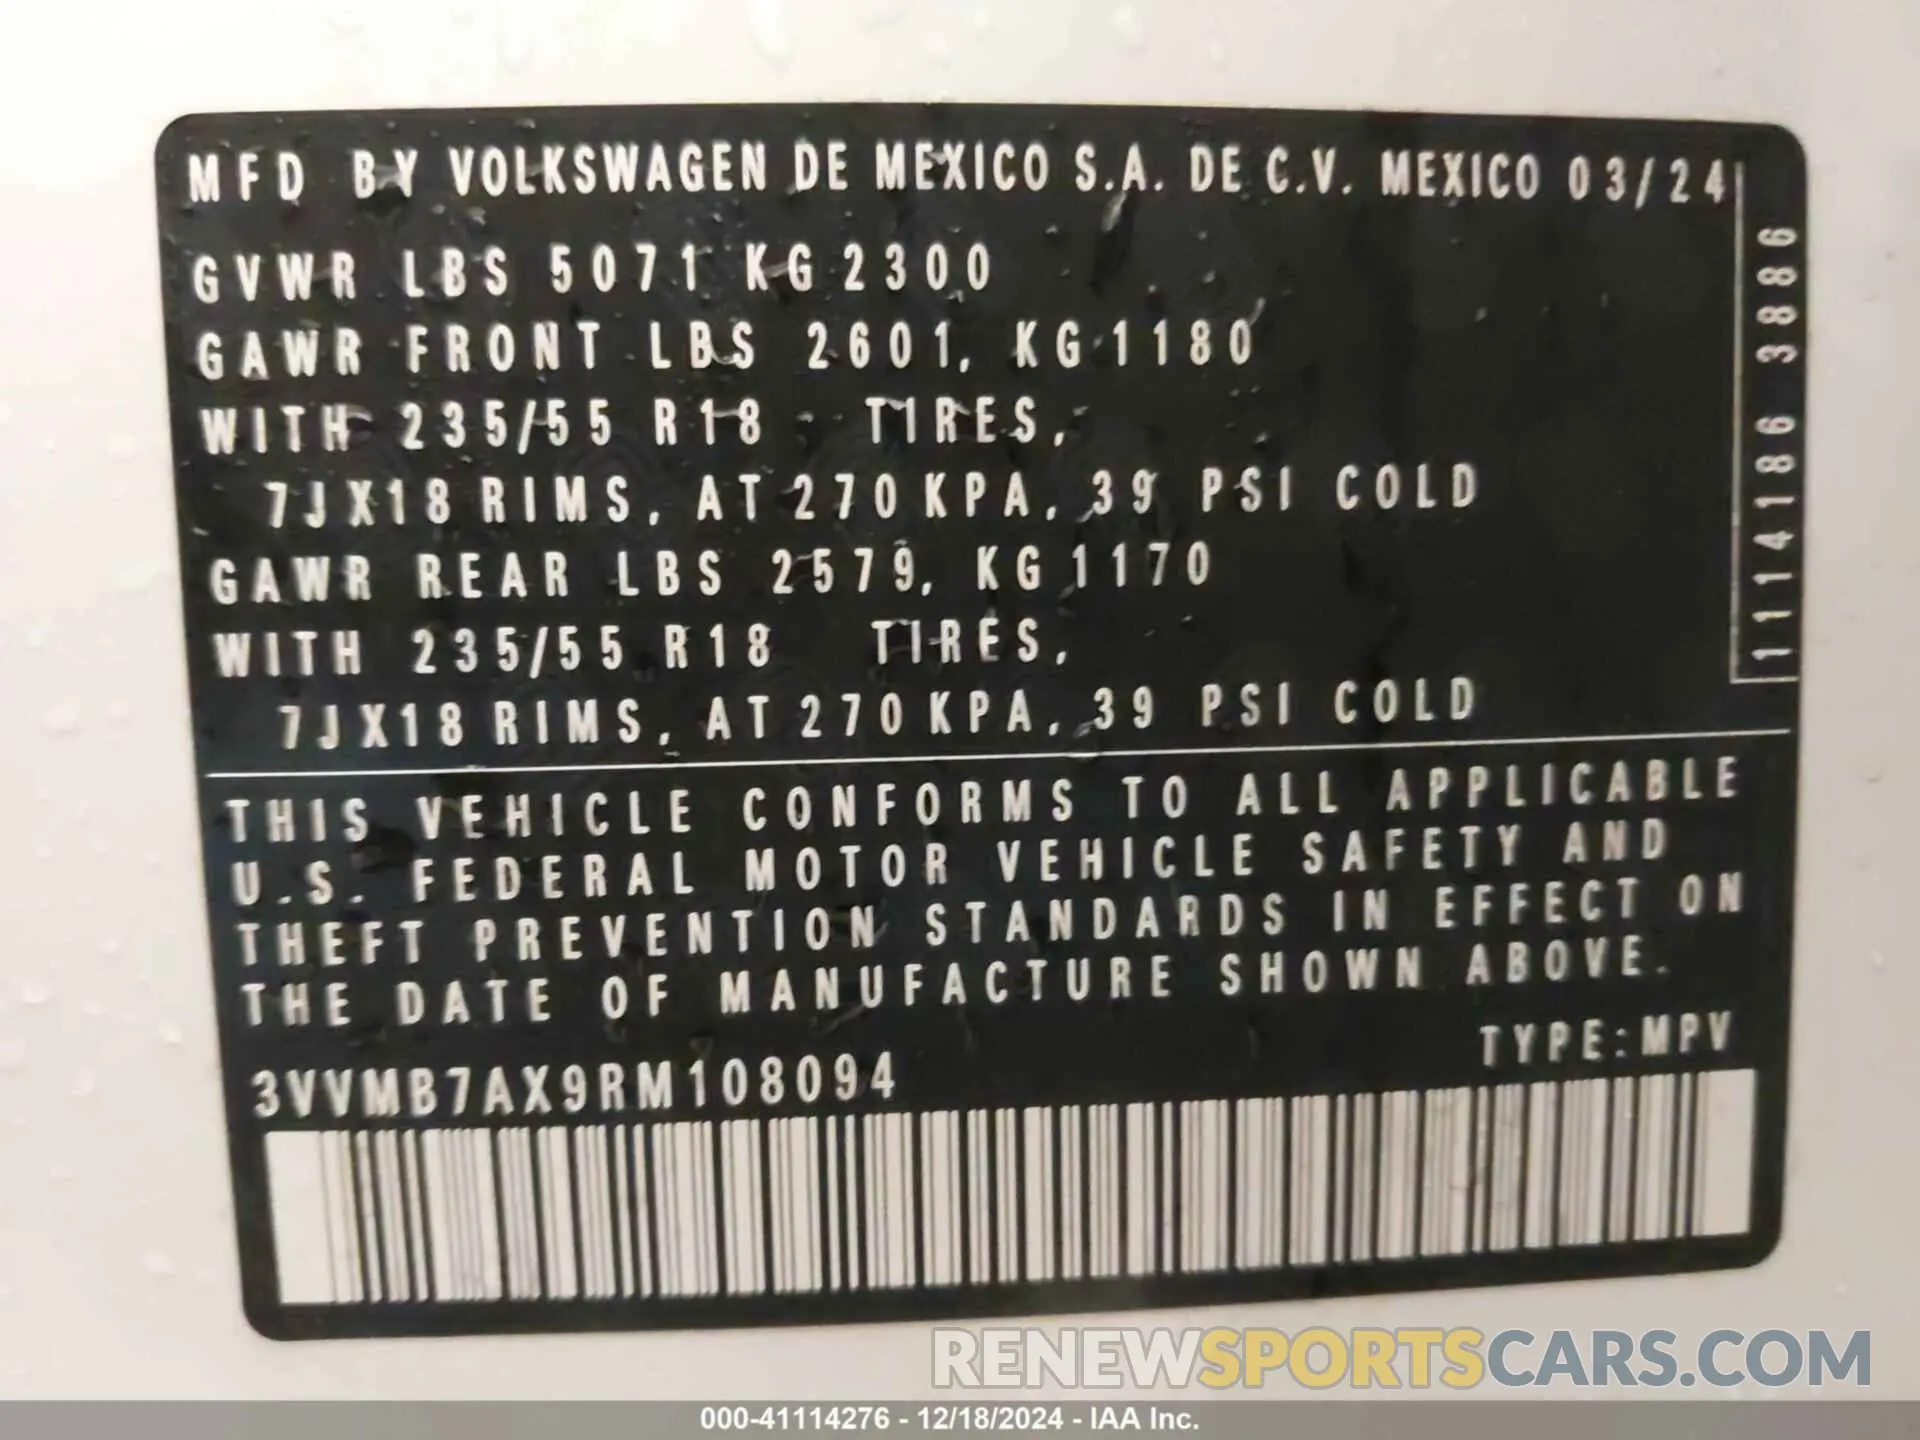 MFD BY VOLKSWAGEN DE MEXICO S.A. DE C.V. MEXICO 03/24
GVWR LBS 5071 KG 2300
GAWR FRONT LBS 2601, KG 1180
WITH 235/55 R18 TIRES,
7JX18 RIMS, AT 270 KPA, 39 PSI COLD
GAWR REAR LBS 2579, KG 1170
WITH 235/55 R18 TIRES,
7JX18 RIMS, AT 270 KPA, 39 PSI COLD
1114186 3886
THIS VEHICLE CONFORMS TO ALL APPLICABLE
U.S. FEDERAL MOTOR VEHICLE SAFETY AND
THEFT PREVENTION STANDARDS IN EFFECT ON
THE DATE OF MANUFACTURE SHOWN ABOVE.
TYPE: MPV
3VVMB7AX9RM108094
RENEWSPORTSCARS.COM
000-41114276 - 12/18/2024 - IAA Inc.